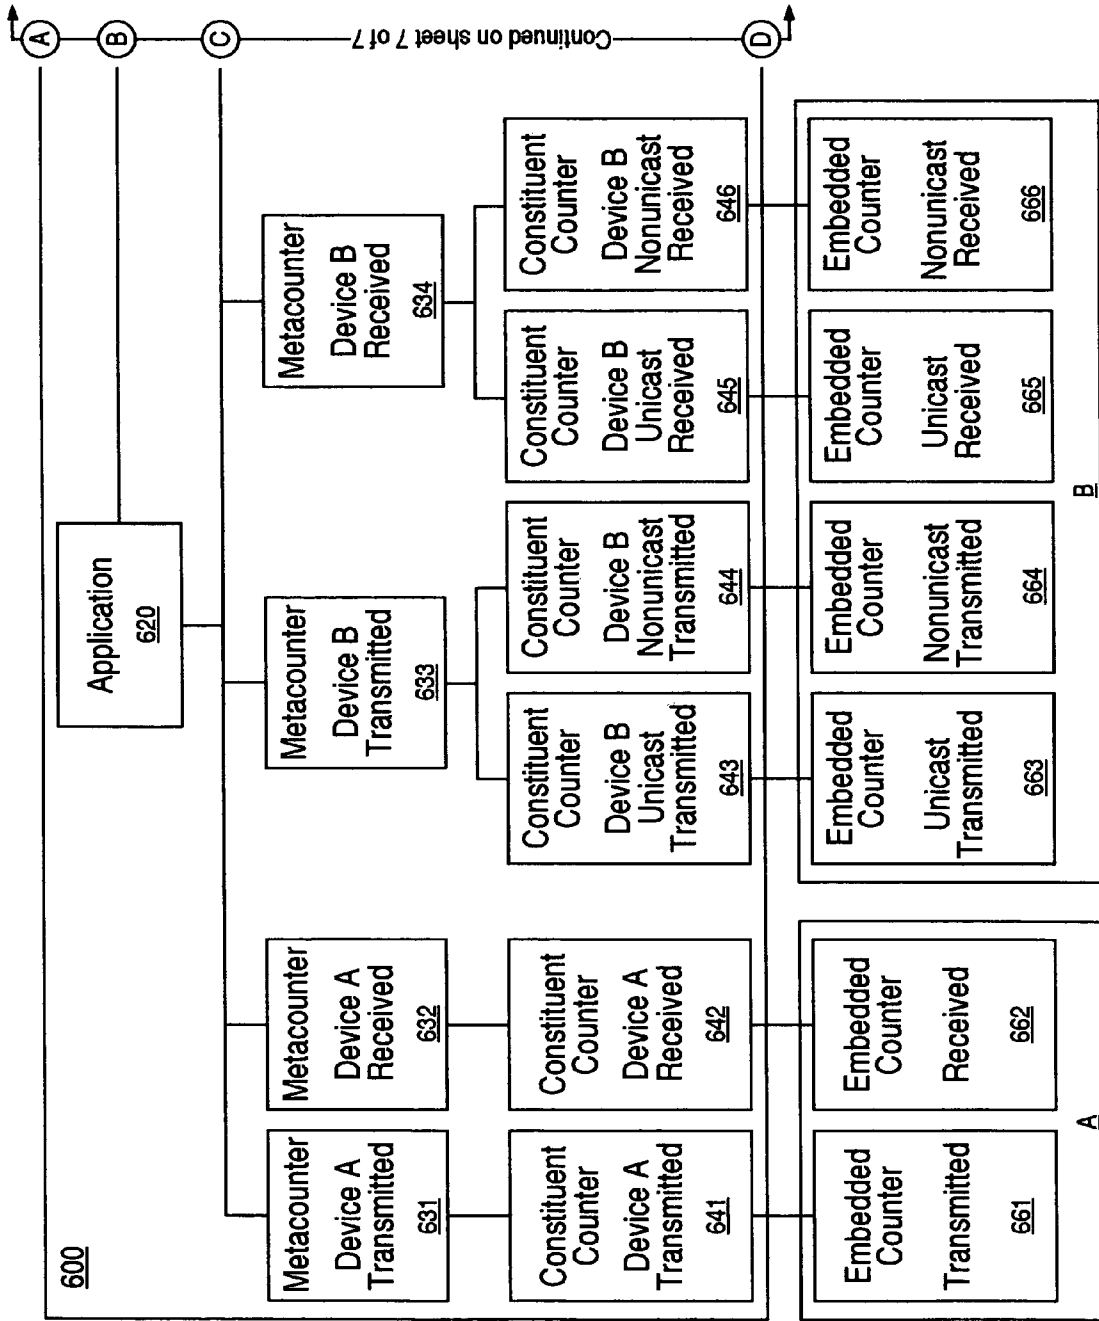 600
Application
620
A
B
C
Continued on sheet 7 of 7
D
Metacounter
Device A
Transmitted
631
Metacounter
Device A
Received
632
Metacounter
Device B
Transmitted
633
Metacounter
Device B
Received
634
Constituent
Counter
Device A
Transmitted
641
Constituent
Counter
Device A
Received
642
Constituent
Counter
Device B
Unicast
Transmitted
643
Constituent
Counter
Device B
Nonunicast
Transmitted
644
Constituent
Counter
Device B
Unicast
Received
645
Constituent
Counter
Device B
Nonunicast
Received
646
Embedded
Counter
Transmitted
661
Embedded
Counter
Received
662
A
Embedded
Counter
Unicast
Transmitted
663
Embedded
Counter
Nonunicast
Transmitted
664
Embedded
Counter
Unicast
Received
665
Embedded
Counter
Nonunicast
Received
666
B